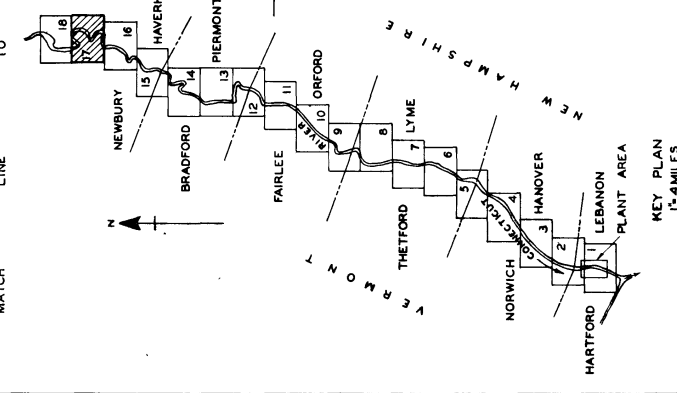 TO
LINE
MATCH
18
17
16
15
14
13
12
11
10
9
8
7
6
5
4
3
2
1
HAVERH
PIERMONT
ORFORD
LYME
HANOVER
LEBANON
PLANT AREA
NEWBURY
BRADFORD
FAIRLEE
THETFORD
NORWICH
HARTFORD
RIVER
CONNECTICUT
NEW HAMPSHIRE
VERMONT
N
KEY PLAN
1"=4MILES